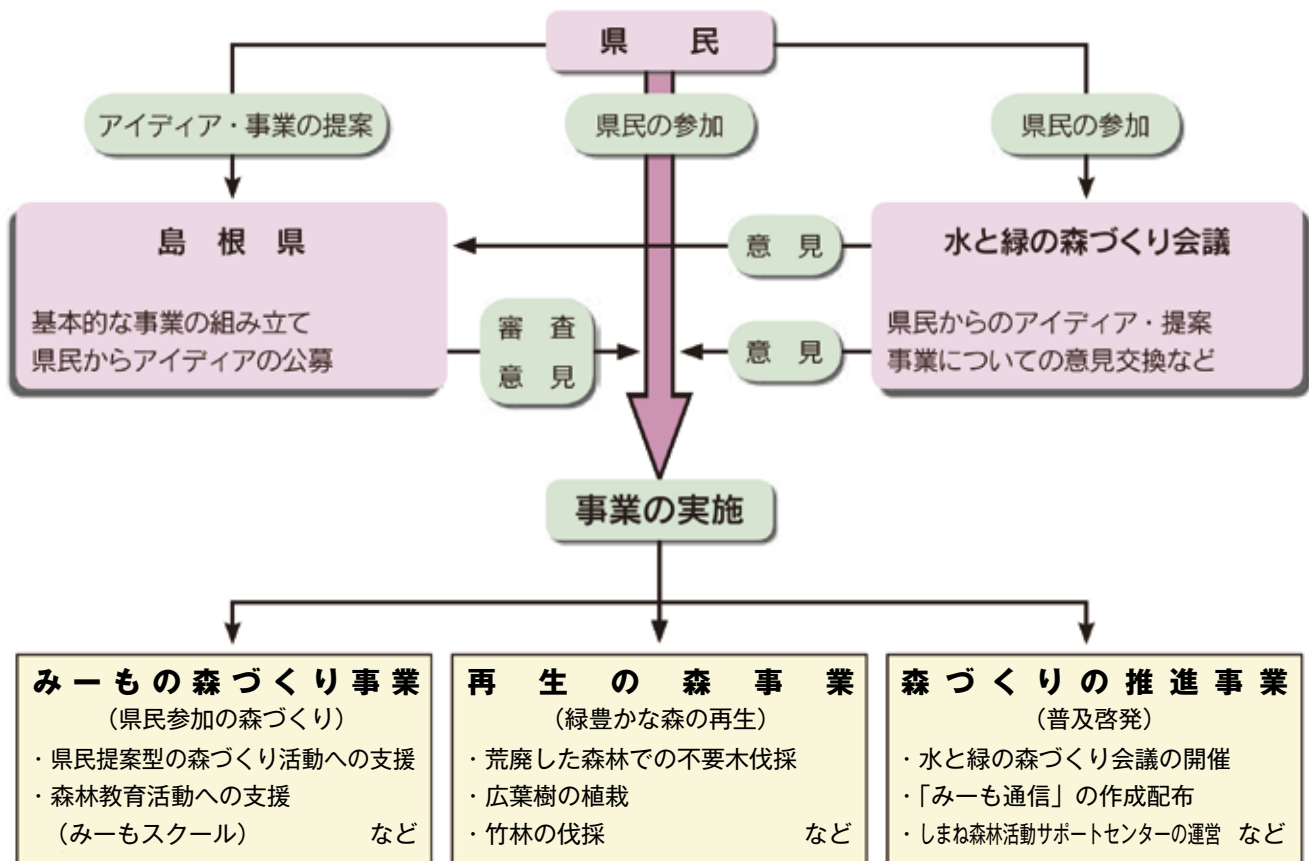 県 民
アイディア・事業の提案
県民の参加
県民の参加
島 根 県
基本的な事業の組み立て
県民からアイディアの公募
意 見
水と緑の森づくり会議
県民からのアイディア・提案
事業についての意見交換など
審 査
意 見
意 見
事業の実施
みーもの森づくり事業
(県民参加の森づくり)
・県民提案型の森づくり活動への支援
・森林教育活動への支援
(みーもスクール) など
再生の森事業
(緑豊かな森の再生)
・荒廃した森林での不要木伐採
・広葉樹の植栽
・竹林の伐採 など
森づくりの推進事業
(普及啓発)
・水と緑の森づくり会議の開催
・「みーも通信」の作成配布
・しまね森林活動サポートセンターの運営 など